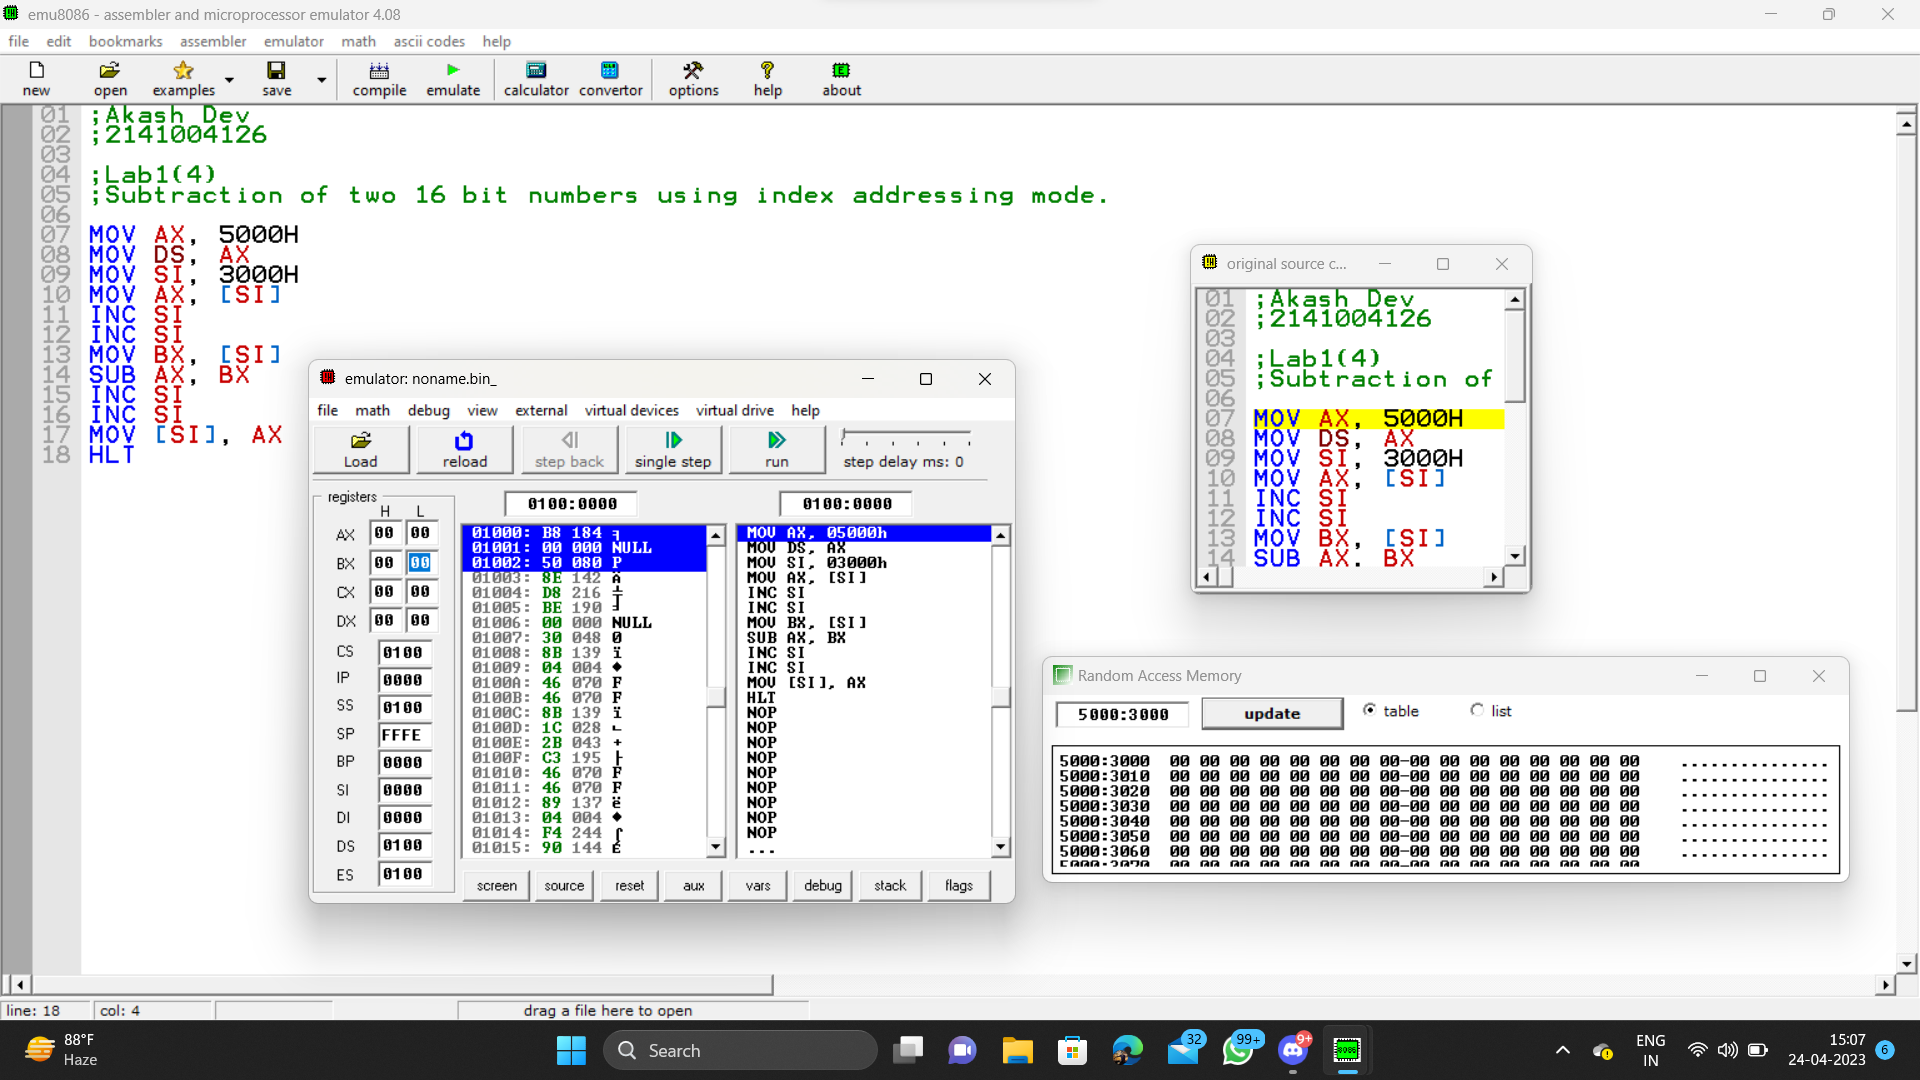 emu8086 - assembler and microprocessor emulator 4.08
file edit bookmarks assembler emulator math ascii codes help
new open examples save compile emulate calculator convertor options help about
01 ;Akash Dev
02 ;2141004126
03
04 ;Lab1(4)
05 ;Subtraction of two 16 bit numbers using index addressing mode.
06
07 MOV AX, 5000H
08 MOV DS, AX
09 MOV SI, 3000H
10 MOV AX, [SI]
11 INC SI
12 INC SI
13 MOV BX, [SI]
14 SUB AX, BX
15 INC SI
16 INC SI
17 MOV [SI], AX
18 HLT
emulator: noname.bin_
file math debug view external virtual devices virtual drive help
Load reload step back single step run step delay ms: 0
registers
H L
AX 00 00
BX 00 00
CX 00 00
DX 00 00
CS 0100
IP 0000
SS 0100
SP FFFE
BP 0000
SI 0000
DI 0000
DS 0100
ES 0100
0100:0000
01000: B8 184 ╕
01001: 00 000 NULL
01002: 50 080 P
01003: 8E 142 Ä
01004: D8 216 ╪
01005: BE 190 ╛
01006: 00 000 NULL
01007: 30 048 0
01008: 8B 139 ï
01009: 04 004 ♦
0100A: 46 070 F
0100B: 46 070 F
0100C: 8B 139 ï
0100D: 1C 028 ∟
0100E: 2B 043 +
0100F: C3 195 ├
01010: 46 070 F
01011: 46 070 F
01012: 89 137 ë
01013: 04 004 ♦
01014: F4 244 ⌠
01015: 90 144 É
0100:0000
MOV AX, 05000h
MOV DS, AX
MOV SI, 03000h
MOV AX, [SI]
INC SI
INC SI
MOV BX, [SI]
SUB AX, BX
INC SI
INC SI
MOV [SI], AX
HLT
NOP
NOP
NOP
NOP
NOP
NOP
NOP
NOP
NOP
...
screen source reset aux vars debug stack flags
original source c...
01 ;Akash Dev
02 ;2141004126
03
04 ;Lab1(4)
05 ;Subtraction of
06
07 MOV AX, 5000H
08 MOV DS, AX
09 MOV SI, 3000H
10 MOV AX, [SI]
11 INC SI
12 INC SI
13 MOV BX, [SI]
14 SUB AX, BX
Random Access Memory
5000:3000 update table list
5000:3000 00 00 00 00 00 00 00 00-00 00 00 00 00 00 00 00 ................
5000:3010 00 00 00 00 00 00 00 00-00 00 00 00 00 00 00 00 ................
5000:3020 00 00 00 00 00 00 00 00-00 00 00 00 00 00 00 00 ................
5000:3030 00 00 00 00 00 00 00 00-00 00 00 00 00 00 00 00 ................
5000:3040 00 00 00 00 00 00 00 00-00 00 00 00 00 00 00 00 ................
5000:3050 00 00 00 00 00 00 00 00-00 00 00 00 00 00 00 00 ................
5000:3060 00 00 00 00 00 00 00 00-00 00 00 00 00 00 00 00 ................
5000:3070 00 00 00 00 00 00 00 00-00 00 00 00 00 00 00 00
line: 18 col: 4 drag a file here to open
88°F
Haze
Search
32
99+
9+
8086
ENG
IN
15:07
24-04-2023
6